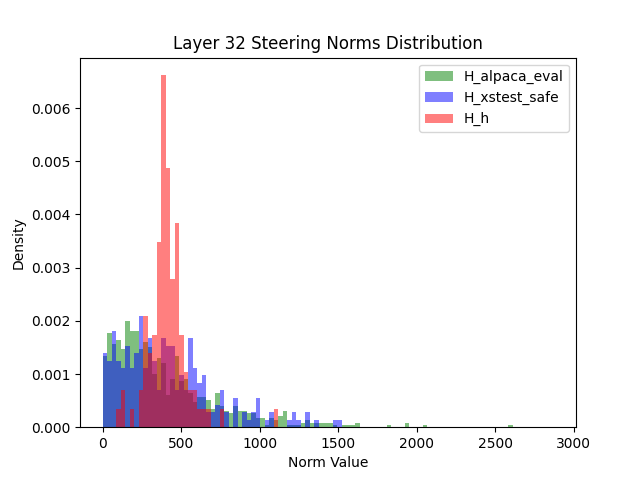 Layer 32 Steering Norms Distribution
H_alpaca_eval
H_xstest_safe
H_h
Density
0.006
0.005
0.004
0.003
0.002
0.001
0.000
0 500 1000 1500 2000 2500 3000
Norm Value